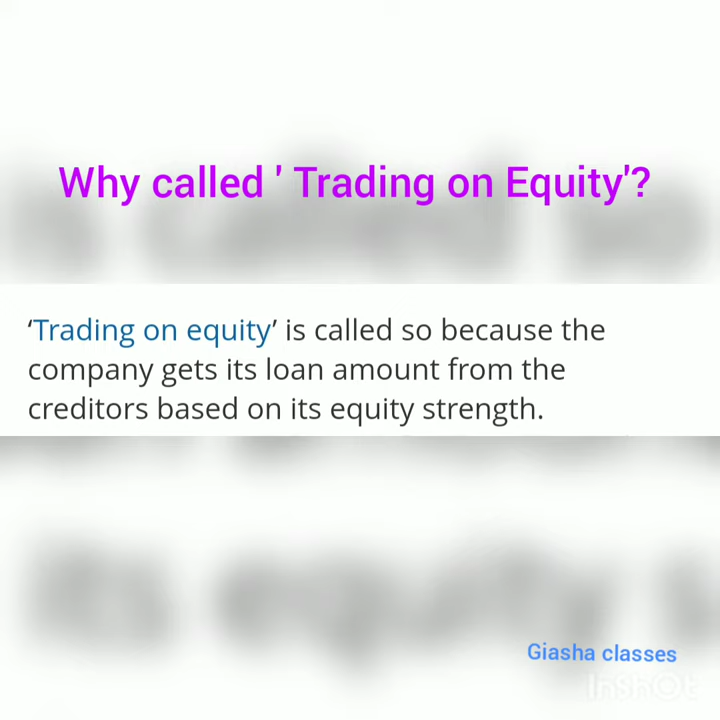 Why called ' Trading on Equity'?
‘Trading on equity’ is called so because the
company gets its loan amount from the
creditors based on its equity strength.
Giasha classes
InShOt